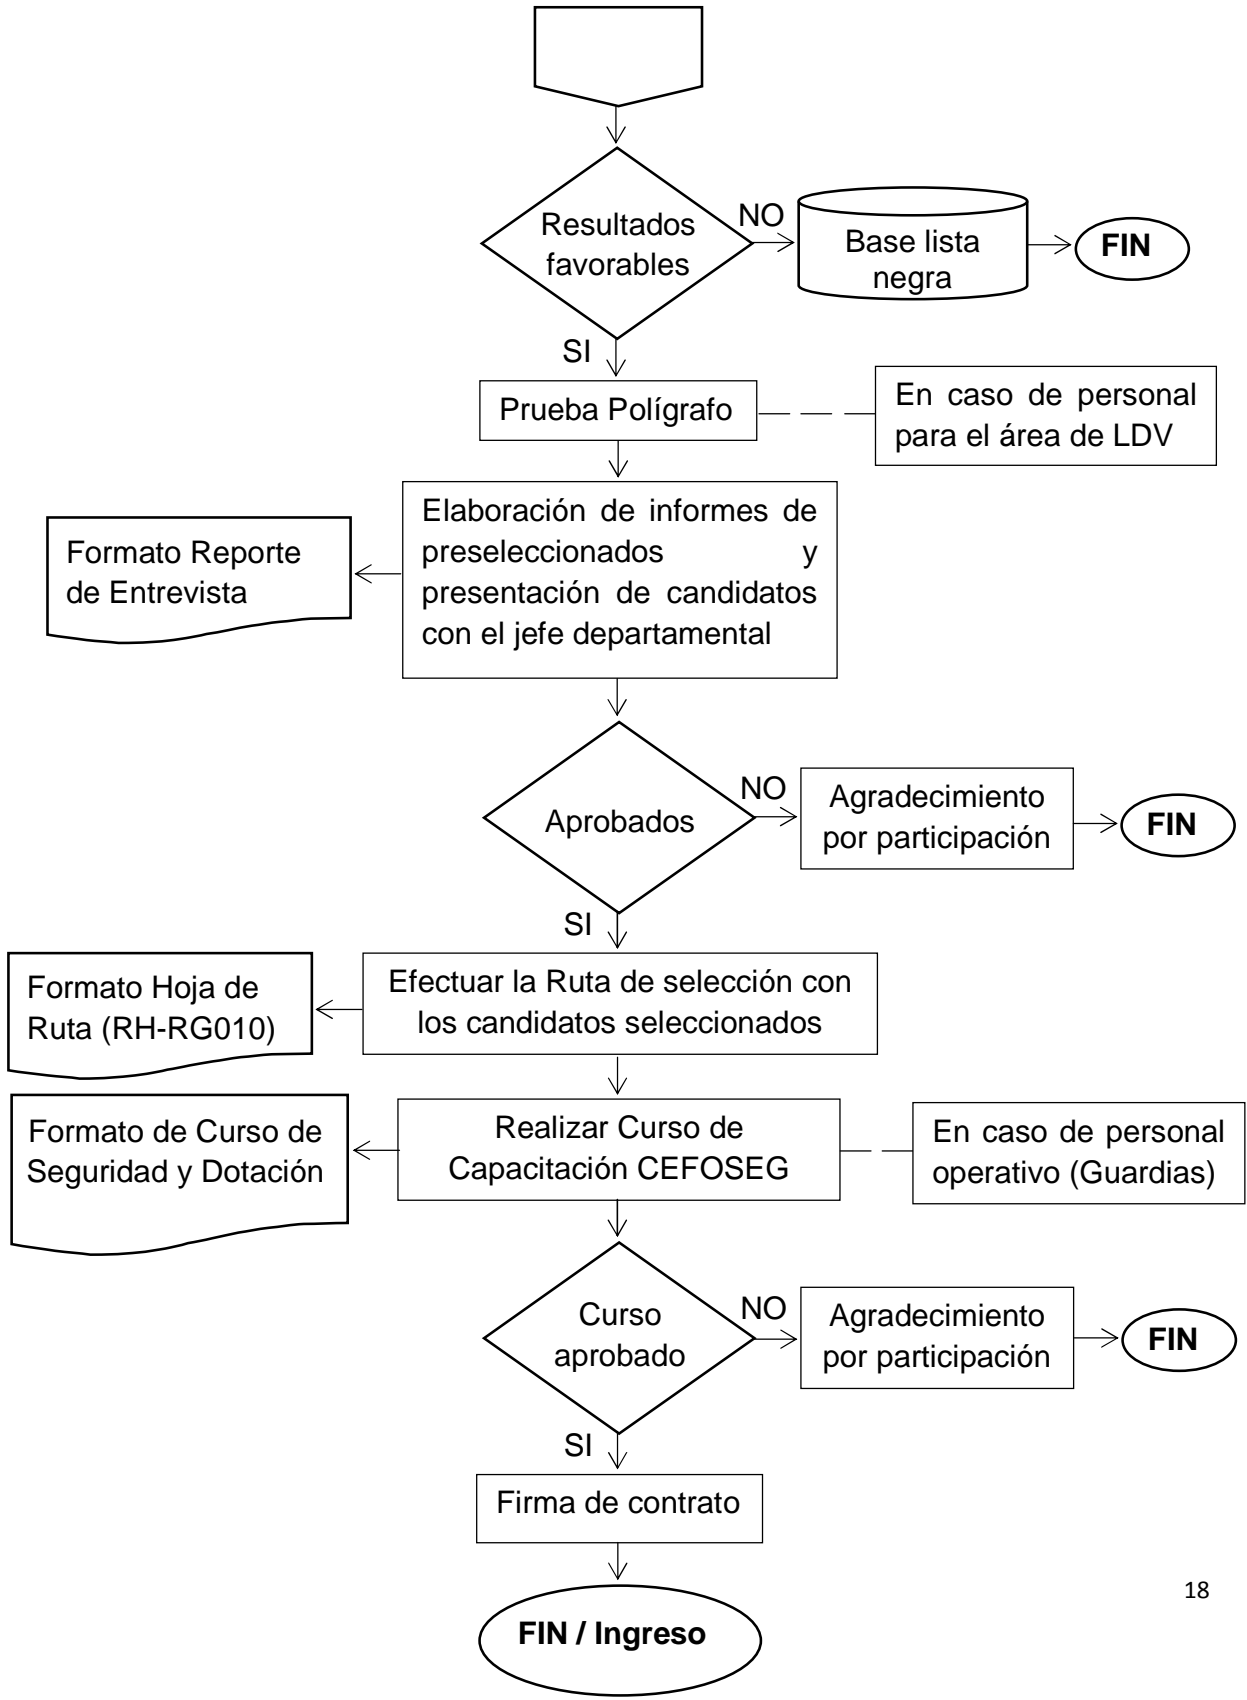 Resultados
favorables
NO
Base lista
negra
FIN
SI
Prueba Polígrafo
En caso de personal
para el área de LDV
Elaboración de informes de
preseleccionados y
presentación de candidatos
con el jefe departamental
Formato Reporte
de Entrevista
Aprobados
NO
Agradecimiento
por participación
FIN
SI
Efectuar la Ruta de selección con
los candidatos seleccionados
Formato Hoja de
Ruta (RH-RG010)
Realizar Curso de
Capacitación CEFOSEG
Formato de Curso de
Seguridad y Dotación
En caso de personal
operativo (Guardias)
Curso
aprobado
NO
Agradecimiento
por participación
FIN
SI
Firma de contrato
FIN / Ingreso
18